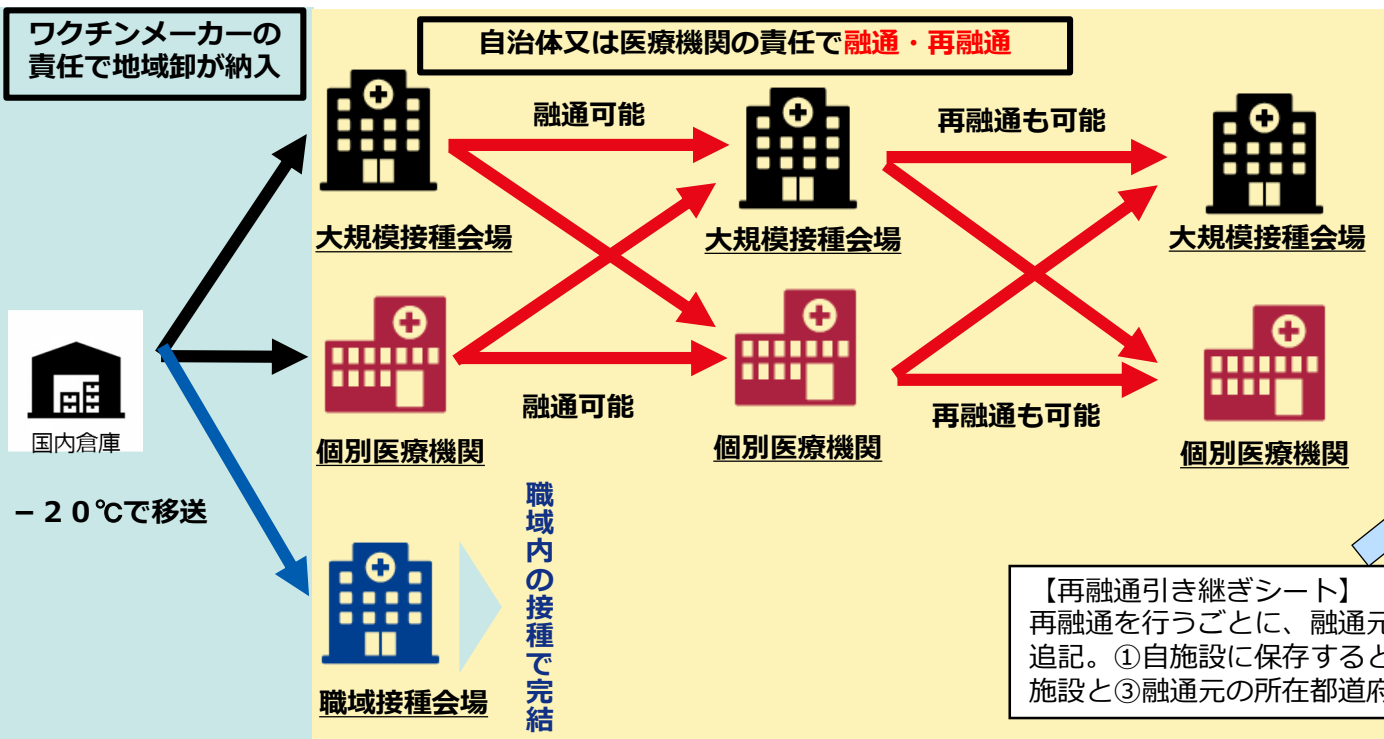 ワクチンメーカーの
責任で地域卸が納入
自治体又は医療機関の責任で融通・再融通
融通可能
再融通も可能
大規模接種会場
大規模接種会場
大規模接種会場
国内倉庫
融通可能
再融通も可能
個別医療機関
個別医療機関
個別医療機関
－２０℃で移送
職域内の接種で完結
職域接種会場
【再融通引き継ぎシート】
再融通を行うごとに、融通元
追記。①自施設に保存すると
施設と③融通元の所在都道府